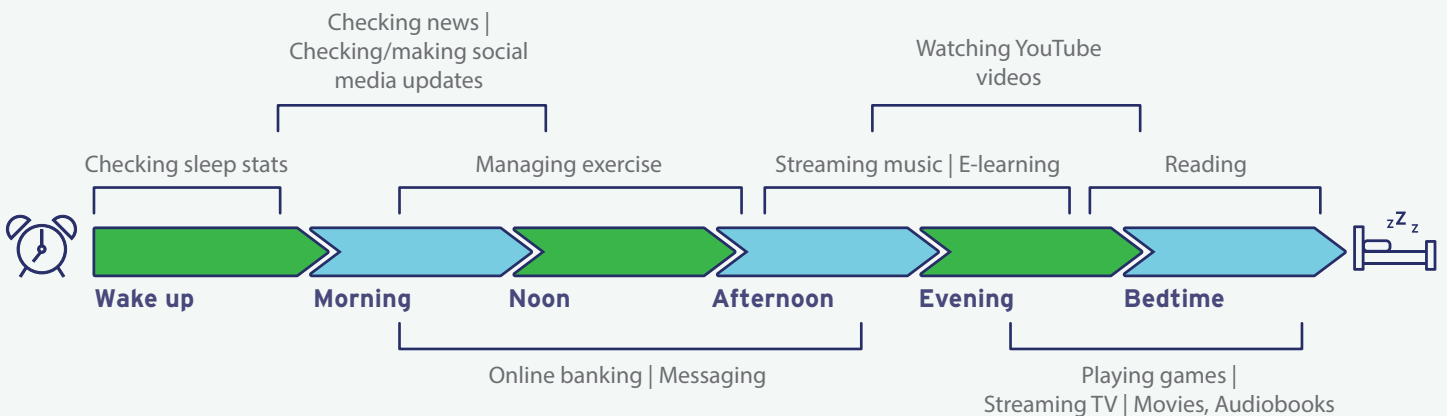 Checking news |
Checking/making social
media updates
Watching YouTube
videos
Checking sleep stats
Managing exercise
Streaming music | E-learning
Reading
zZz
Wake up
Morning
Noon
Afternoon
Evening
Bedtime
Online banking | Messaging
Playing games |
Streaming TV | Movies, Audiobooks